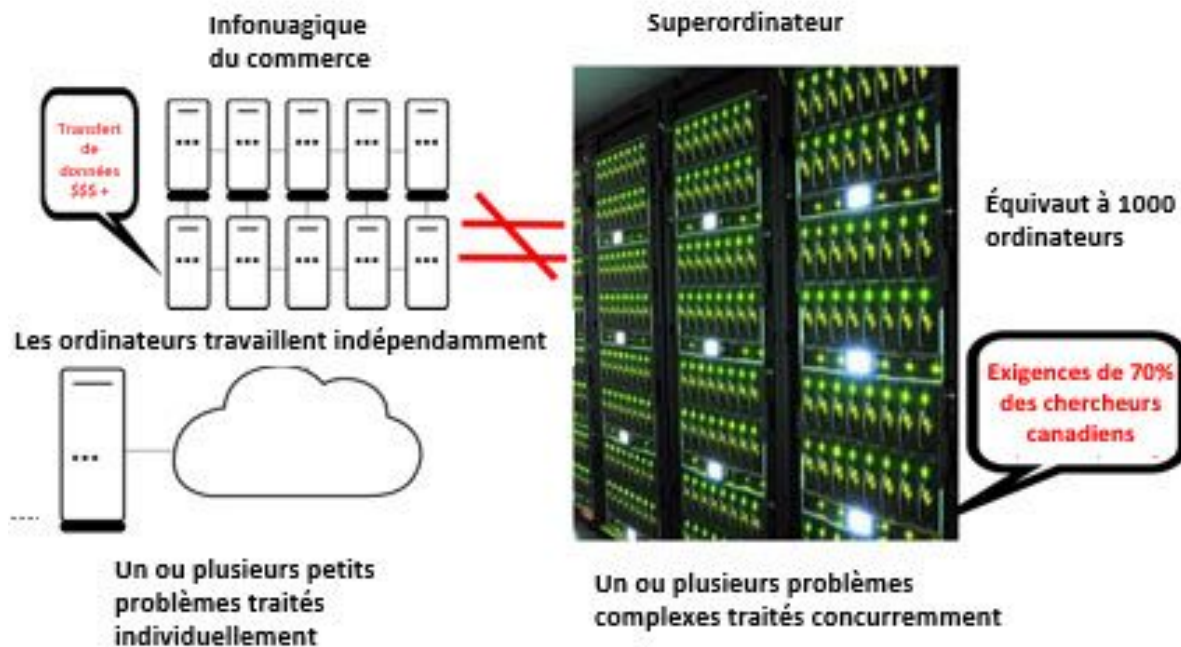 Infonuagique
du commerce
Superordinateur
Transfert
de
données
$$$ +
Équivaut à 1000
ordinateurs
Les ordinateurs travaillent indépendamment
Exigences de 70%
des chercheurs
canadiens
Un ou plusieurs petits
problèmes traités
individuellement
Un ou plusieurs problèmes
complexes traités concurremment